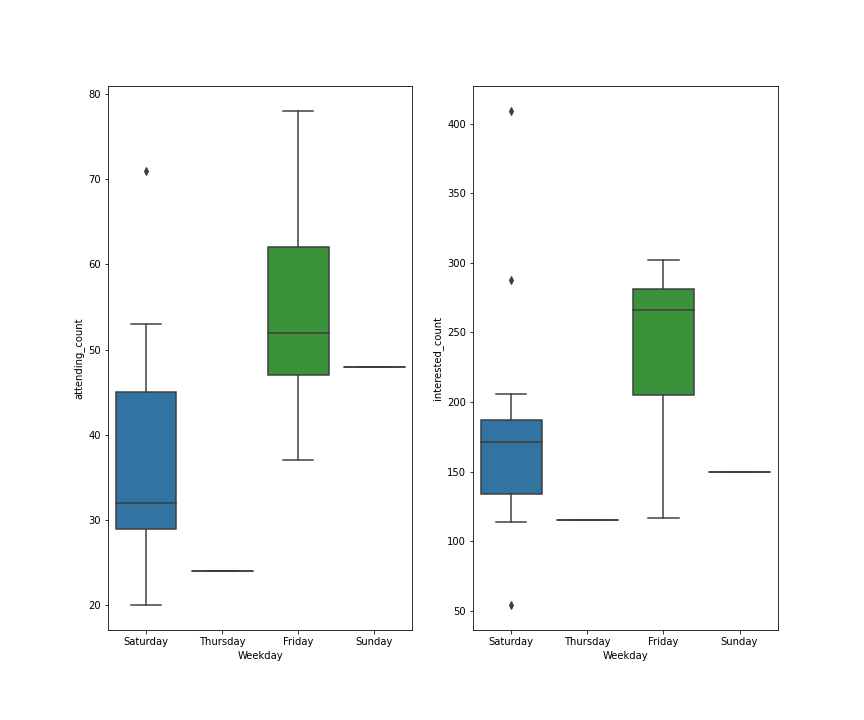 80
70
60
50
40
30
20
attending_count
Saturday Thursday Friday Sunday
Weekday
400
350
300
250
200
150
100
50
interested_count
Saturday Thursday Friday Sunday
Weekday